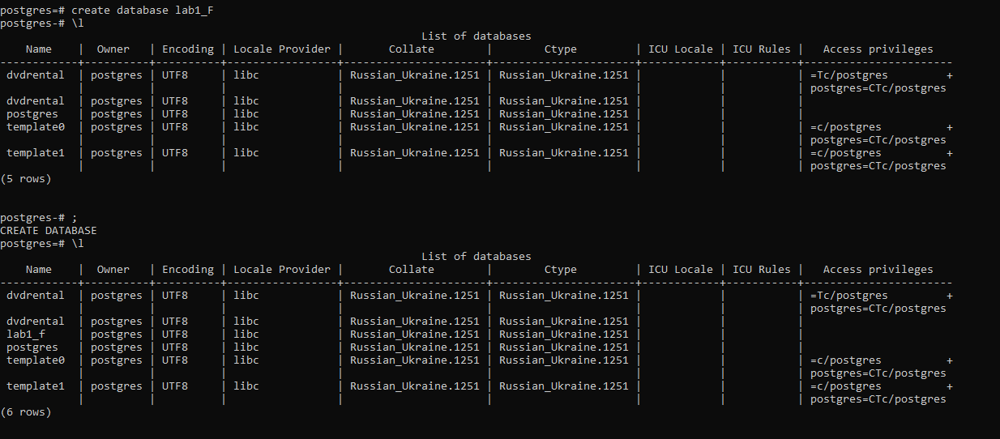 postgres=# create database lab1_F
postgres-# \l
                                                                 List of databases
    Name    |  Owner   | Encoding | Locale Provider |       Collate        |        Ctype         | ICU Locale | ICU Rules |   Access privileges
------------+----------+----------+-----------------+----------------------+----------------------+------------+-----------+-----------------------
 dvdrental  | postgres | UTF8     | libc            | Russian_Ukraine.1251 | Russian_Ukraine.1251 |            |           | =Tc/postgres         +
            |          |          |                 |                      |                      |            |           | postgres=CTc/postgres
 dvdrental  | postgres | UTF8     | libc            | Russian_Ukraine.1251 | Russian_Ukraine.1251 |            |           |
 postgres   | postgres | UTF8     | libc            | Russian_Ukraine.1251 | Russian_Ukraine.1251 |            |           |
 template0  | postgres | UTF8     | libc            | Russian_Ukraine.1251 | Russian_Ukraine.1251 |            |           | =c/postgres          +
            |          |          |                 |                      |                      |            |           | postgres=CTc/postgres
 template1  | postgres | UTF8     | libc            | Russian_Ukraine.1251 | Russian_Ukraine.1251 |            |           | =c/postgres          +
            |          |          |                 |                      |                      |            |           | postgres=CTc/postgres
(5 rows)


postgres-# ;
CREATE DATABASE
postgres=# \l
                                                                 List of databases
    Name    |  Owner   | Encoding | Locale Provider |       Collate        |        Ctype         | ICU Locale | ICU Rules |   Access privileges
------------+----------+----------+-----------------+----------------------+----------------------+------------+-----------+-----------------------
 dvdrental  | postgres | UTF8     | libc            | Russian_Ukraine.1251 | Russian_Ukraine.1251 |            |           | =Tc/postgres         +
            |          |          |                 |                      |                      |            |           | postgres=CTc/postgres
 dvdrental  | postgres | UTF8     | libc            | Russian_Ukraine.1251 | Russian_Ukraine.1251 |            |           |
 lab1_f     | postgres | UTF8     | libc            | Russian_Ukraine.1251 | Russian_Ukraine.1251 |            |           |
 postgres   | postgres | UTF8     | libc            | Russian_Ukraine.1251 | Russian_Ukraine.1251 |            |           |
 template0  | postgres | UTF8     | libc            | Russian_Ukraine.1251 | Russian_Ukraine.1251 |            |           | =c/postgres          +
            |          |          |                 |                      |                      |            |           | postgres=CTc/postgres
 template1  | postgres | UTF8     | libc            | Russian_Ukraine.1251 | Russian_Ukraine.1251 |            |           | =c/postgres          +
            |          |          |                 |                      |                      |            |           | postgres=CTc/postgres
(6 rows)